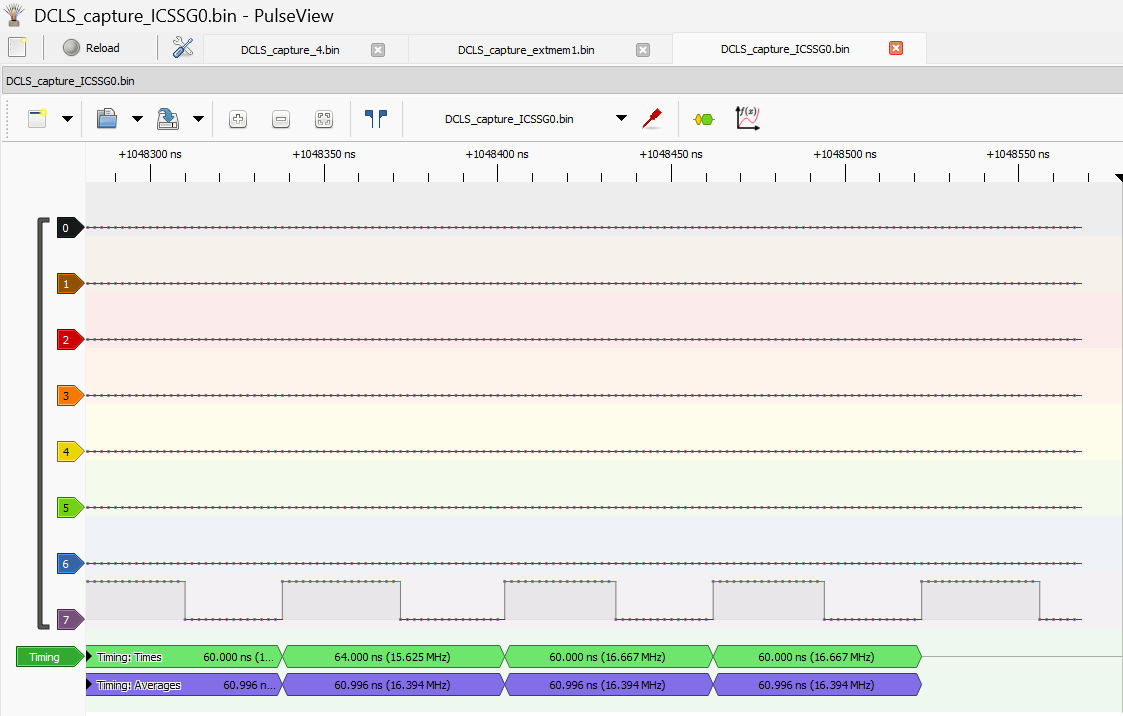 DCLS_capture_ICSSG0.bin - PulseView
Reload
DCLS_capture_4.bin
DCLS_capture_extmem1.bin
DCLS_capture_ICSSG0.bin
DCLS_capture_ICSSG0.bin
DCLS_capture_ICSSG0.bin
f(x)
+1048300 ns +1048350 ns +1048400 ns +1048450 ns +1048500 ns +1048550 ns
0
1
2
3
4
5
6
7
Timing Timing: Times 60.000 ns (1... 64.000 ns (15.625 MHz) 60.000 ns (16.667 MHz) 60.000 ns (16.667 MHz)
Timing: Averages 60.996 n... 60.996 ns (16.394 MHz) 60.996 ns (16.394 MHz) 60.996 ns (16.394 MHz)